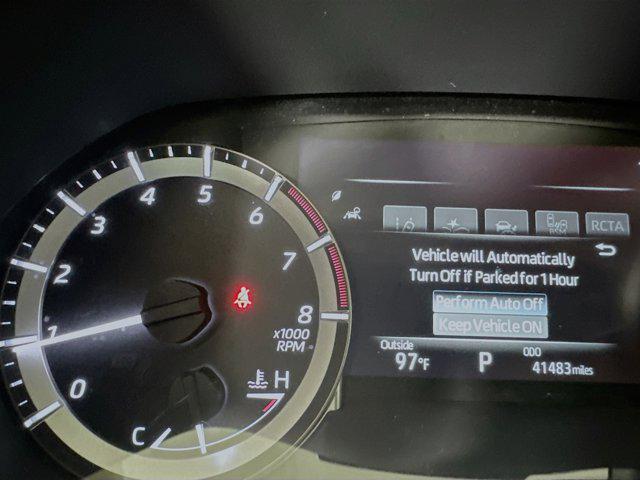 0
1
2
3
4
5
6
7
8
x1000
RPM
C
H
BSM
RCTA
Vehicle will Automatically
Turn Off if Parked for 1 Hour
Perform Auto Off
Keep Vehicle ON
Outside
97°F
P
ODO
41483 miles